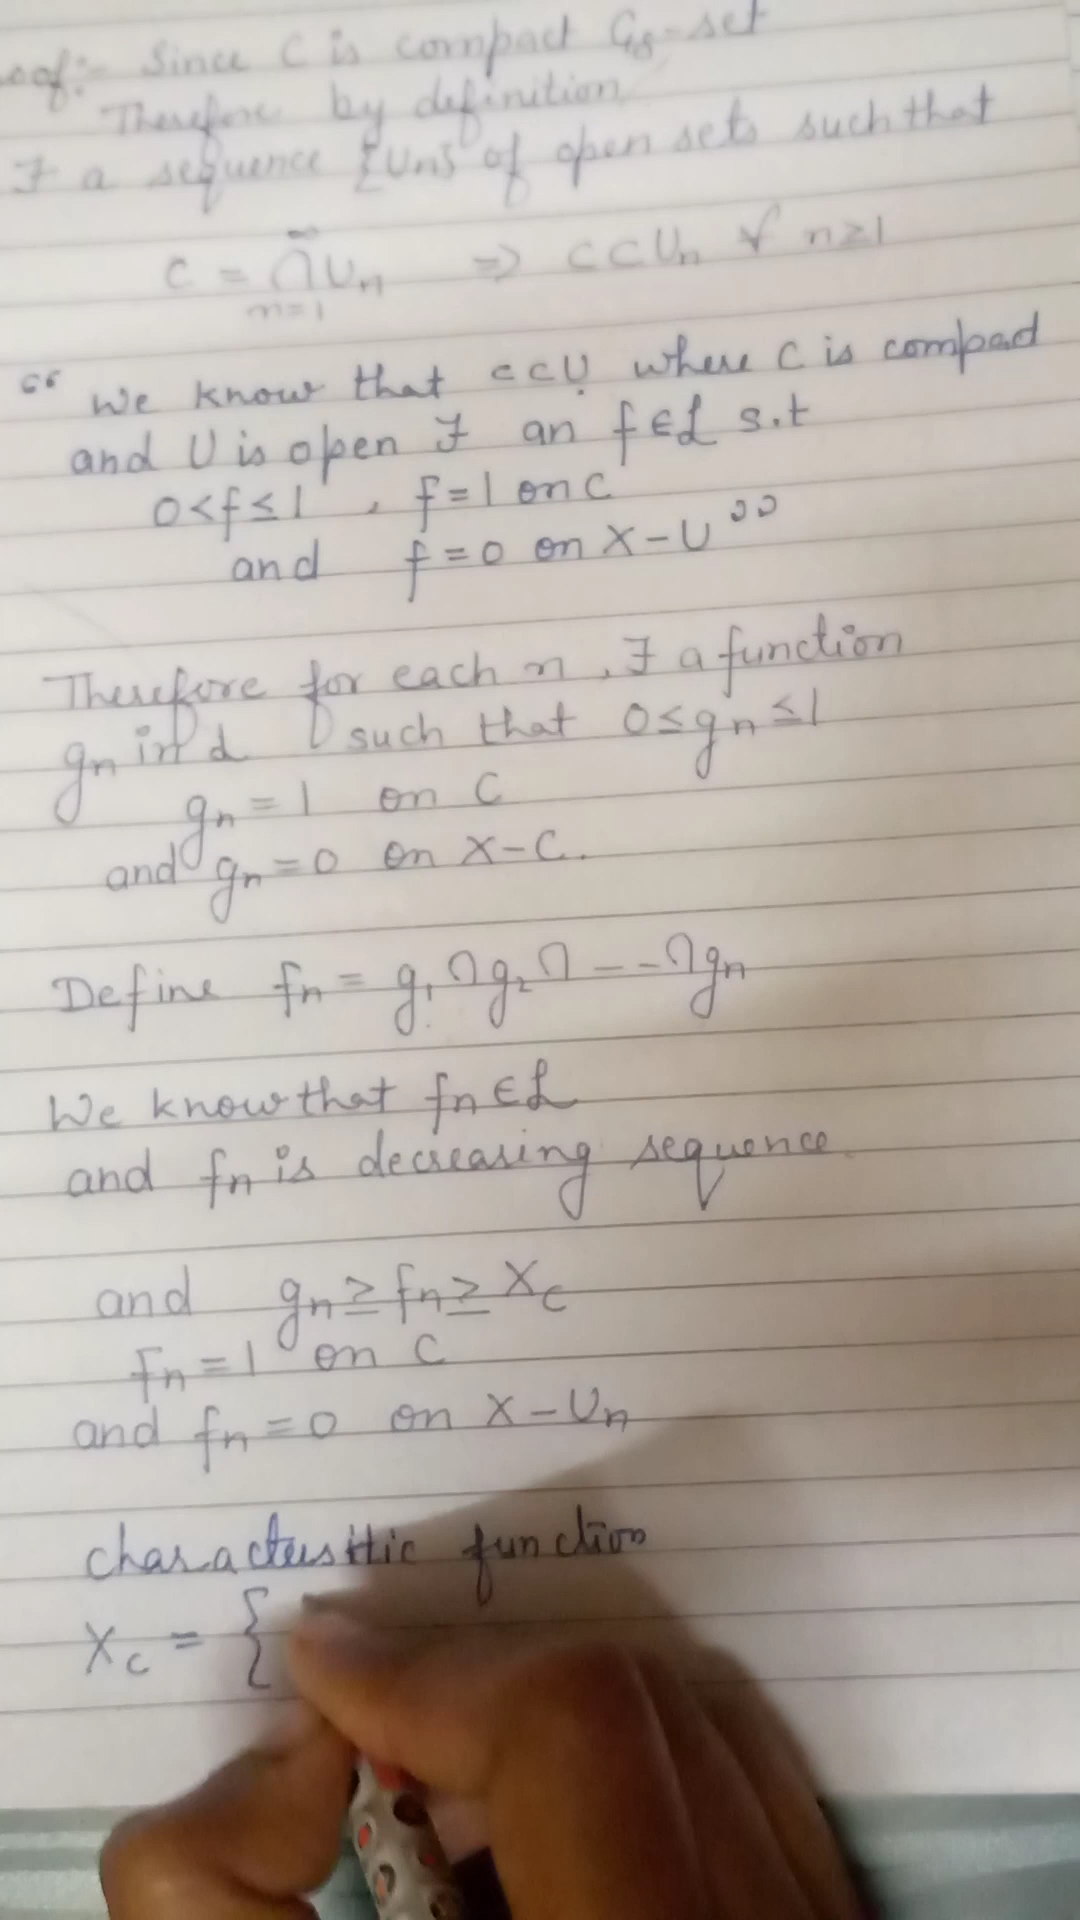 oof:- Since C is compact Gδ-set
Therefore by definition
∃ a sequence {Un} of open sets such that
C = ∩Un ⇒ C⊂Un ∀ n≥1
∞
n=1
“ We know that C⊂U where C is compact
and U is open ∃ an f∈L s.t
0<f≤1 , f=1 on C
and f=0 on X-U ”
Therefore for each n, ∃ a function
gn in L such that 0≤gn≤1
gn=1 on C
and gn=0 on X-C.
Define fn = g1∩g2∩---∩gn
We know that fn∈L
and fn is decreasing sequence
and gn≥fn≥Xc
fn=1 on C
and fn=0 on X-Un
characteristic function
Xc = {